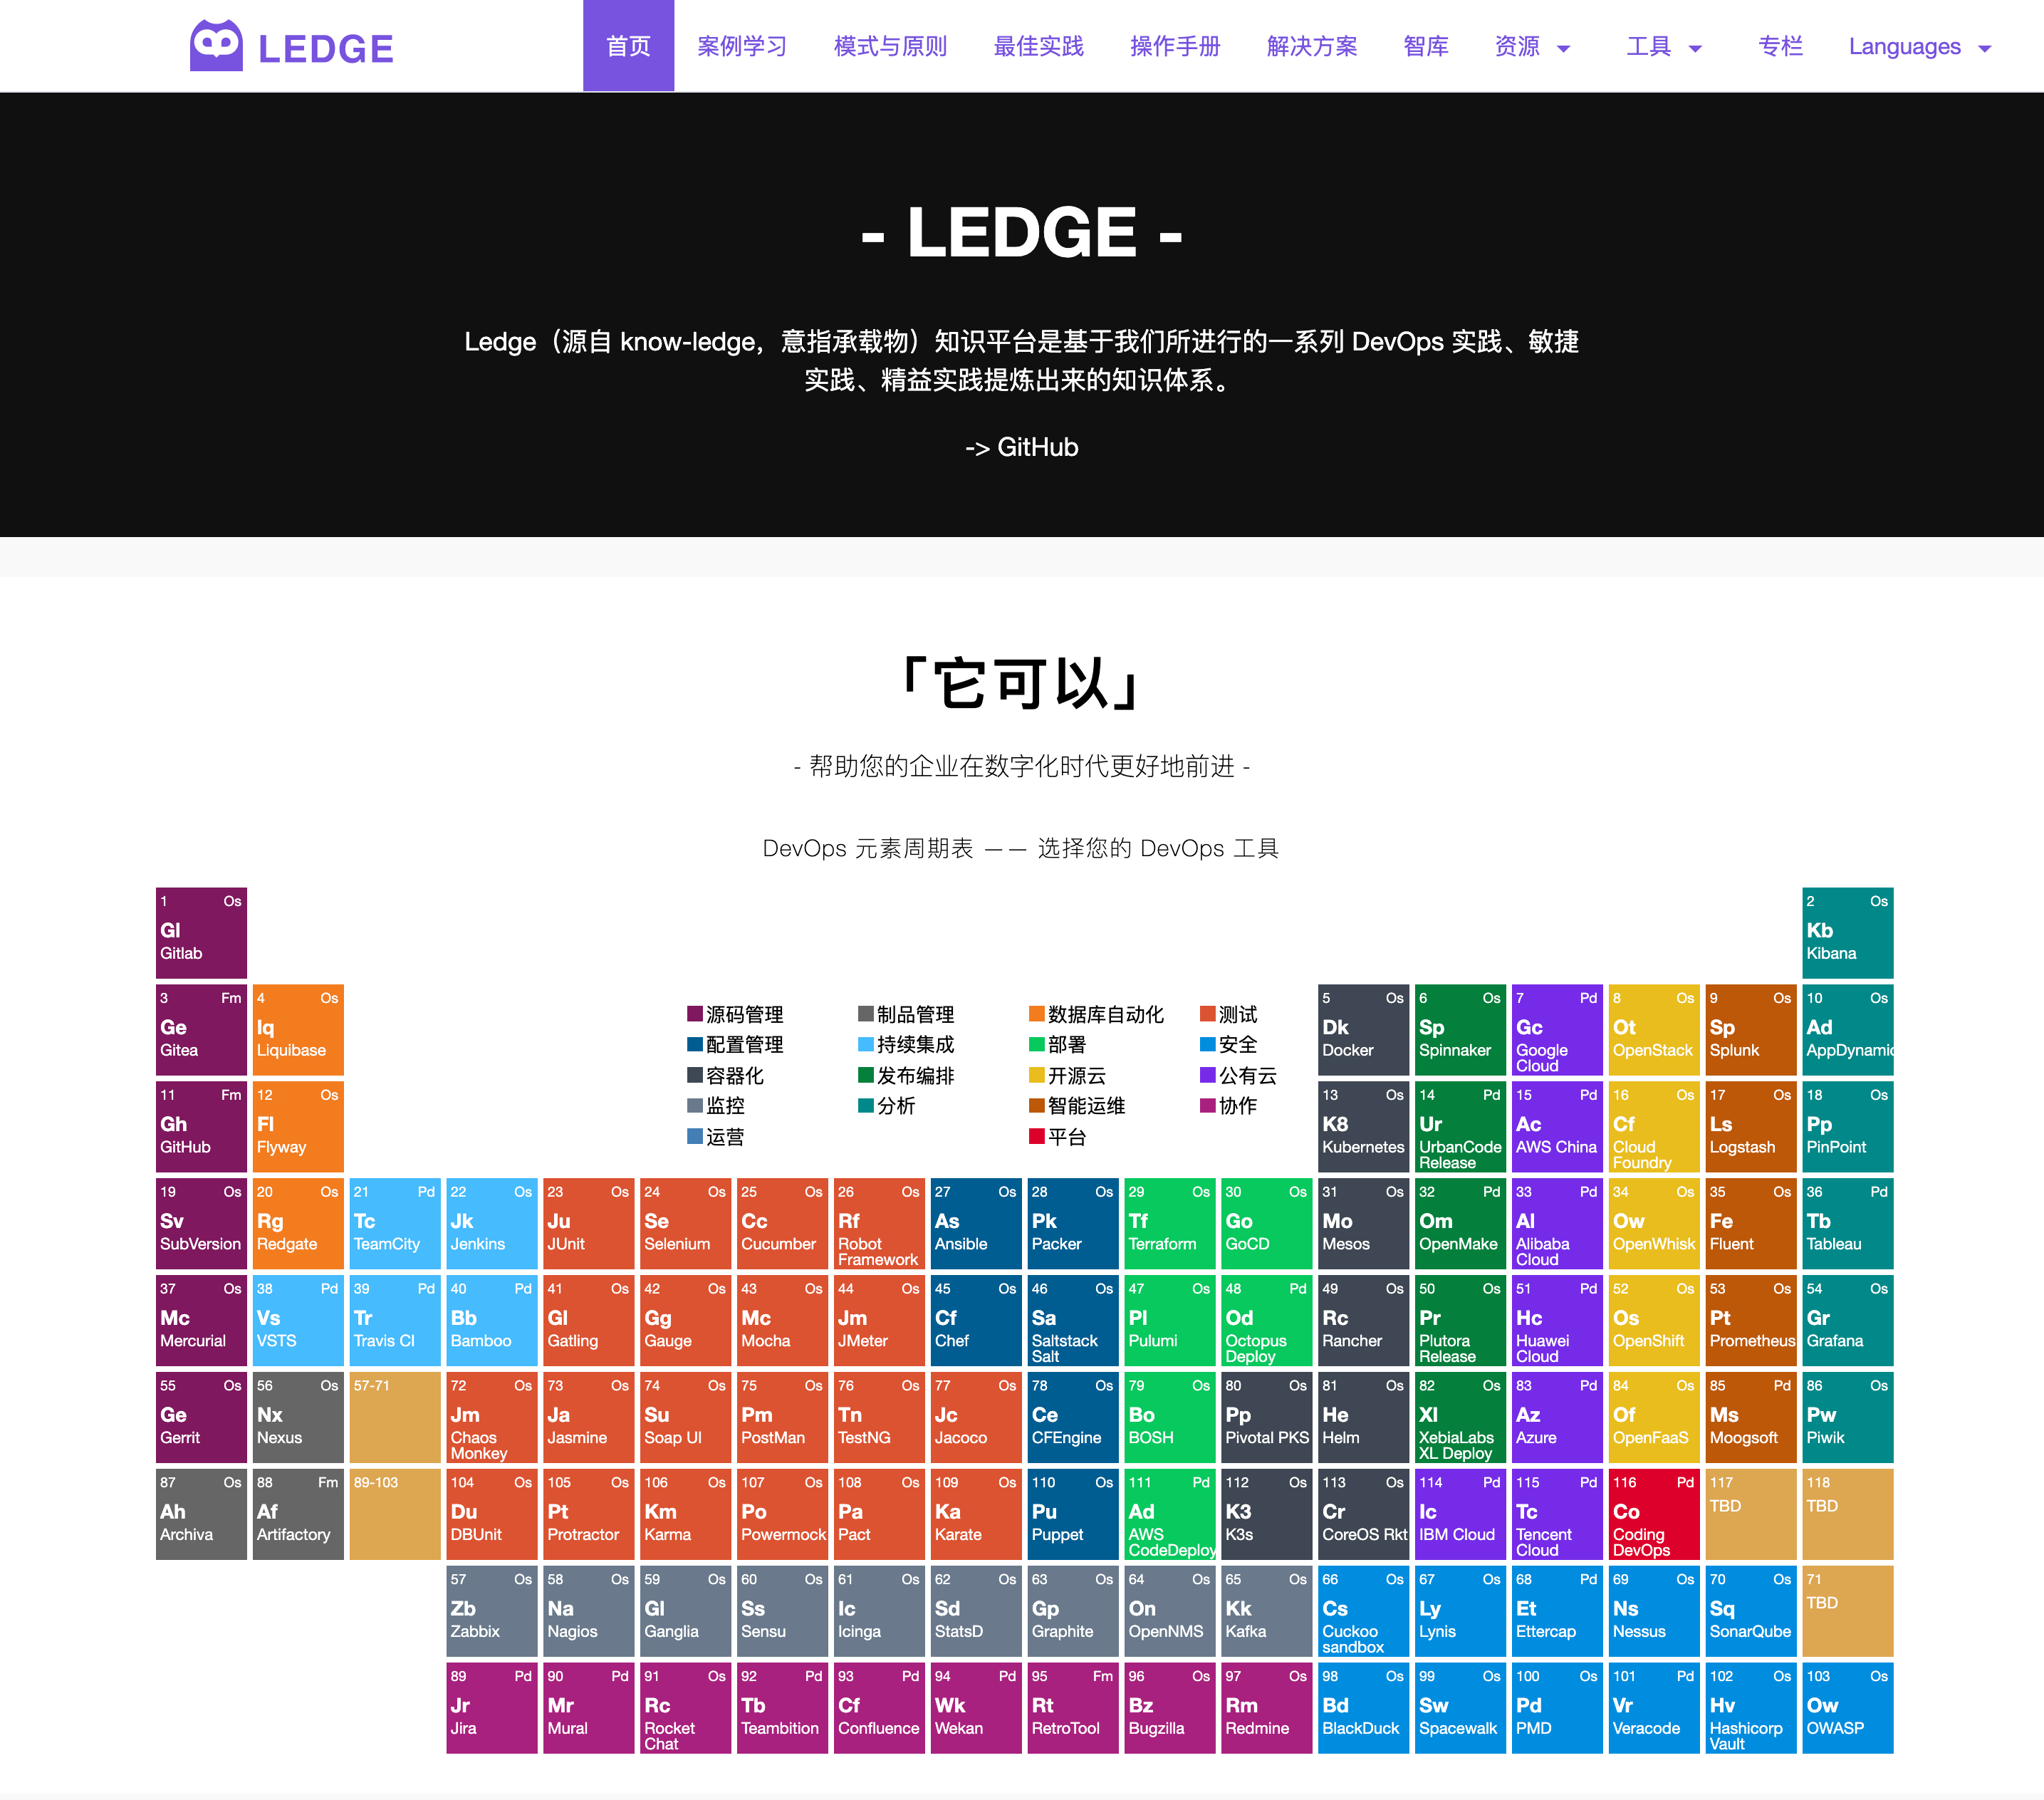 LEDGE
首页 案例学习 模式与原则 最佳实践 操作手册 解决方案 智库 资源 工具 专栏 Languages
- LEDGE -
Ledge（源自 know-ledge，意指承载物）知识平台是基于我们所进行的一系列 DevOps 实践、敏捷
实践、精益实践提炼出来的知识体系。
-> GitHub
「它可以」
- 帮助您的企业在数字化时代更好地前进 -
DevOps 元素周期表 —— 选择您的 DevOps 工具
1 Os Gl Gitlab
2 Os Kb Kibana
3 Fm Ge Gitea
4 Os Iq Liquibase
源码管理 制品管理 数据库自动化 测试
配置管理 持续集成 部署 安全
容器化 发布编排 开源云 公有云
监控 分析 智能运维 协作
运营 平台
5 Os Dk Docker
6 Os Sp Spinnaker
7 Pd Gc Google Cloud
8 Os Ot OpenStack
9 Os Sp Splunk
10 Os Ad AppDynamic
11 Fm Gh GitHub
12 Os Fl Flyway
13 Os K8 Kubernetes
14 Pd Ur UrbanCode Release
15 Pd Ac AWS China
16 Os Cf Cloud Foundry
17 Os Ls Logstash
18 Os Pp PinPoint
19 Os Sv SubVersion
20 Os Rg Redgate
21 Pd Tc TeamCity
22 Os Jk Jenkins
23 Os Ju JUnit
24 Os Se Selenium
25 Os Cc Cucumber
26 Os Rf Robot Framework
27 Os As Ansible
28 Os Pk Packer
29 Os Tf Terraform
30 Os Go GoCD
31 Os Mo Mesos
32 Pd Om OpenMake
33 Pd Al Alibaba Cloud
34 Os Ow OpenWhisk
35 Os Fe Fluent
36 Pd Tb Tableau
37 Os Mc Mercurial
38 Pd Vs VSTS
39 Pd Tr Travis CI
40 Pd Bb Bamboo
41 Os Gl Gatling
42 Os Gg Gauge
43 Os Mc Mocha
44 Os Jm JMeter
45 Os Cf Chef
46 Os Sa Saltstack Salt
47 Os Pl Pulumi
48 Pd Od Octopus Deploy
49 Os Rc Rancher
50 Os Pr Plutora Release
51 Pd Hc Huawei Cloud
52 Os Os OpenShift
53 Os Pt Prometheus
54 Os Gr Grafana
55 Os Ge Gerrit
56 Os Nx Nexus
57-71
72 Os Jm Chaos Monkey
73 Os Ja Jasmine
74 Os Su Soap UI
75 Os Pm PostMan
76 Os Tn TestNG
77 Os Jc Jacoco
78 Os Ce CFEngine
79 Os Bo BOSH
80 Os Pp Pivotal PKS
81 Os He Helm
82 Os Xl XebiaLabs XL Deploy
83 Pd Az Azure
84 Os Of OpenFaaS
85 Pd Ms Moogsoft
86 Os Pw Piwik
87 Os Ah Archiva
88 Fm Af Artifactory
89-103
104 Os Du DBUnit
105 Os Pt Protractor
106 Os Km Karma
107 Os Po Powermock
108 Os Pa Pact
109 Os Ka Karate
110 Os Pu Puppet
111 Pd Ad AWS CodeDeploy
112 Os K3 K3s
113 Os Cr CoreOS Rkt
114 Pd Ic IBM Cloud
115 Pd Tc Tencent Cloud
116 Pd Co Coding DevOps
117 TBD
118 TBD
57 Os Zb Zabbix
58 Os Na Nagios
59 Os Gl Ganglia
60 Os Ss Sensu
61 Os Ic Icinga
62 Os Sd StatsD
63 Os Gp Graphite
64 Os On OpenNMS
65 Os Kk Kafka
66 Os Cs Cuckoo sandbox
67 Os Ly Lynis
68 Pd Et Ettercap
69 Os Ns Nessus
70 Os Sq SonarQube
71 TBD
89 Pd Jr Jira
90 Pd Mr Mural
91 Os Rc Rocket Chat
92 Pd Tb Teambition
93 Pd Cf Confluence
94 Pd Wk Wekan
95 Fm Rt RetroTool
96 Os Bz Bugzilla
97 Os Rm Redmine
98 Os Bd BlackDuck
99 Os Sw Spacewalk
100 Os Pd PMD
101 Pd Vr Veracode
102 Os Hv Hashicorp Vault
103 Os Ow OWASP